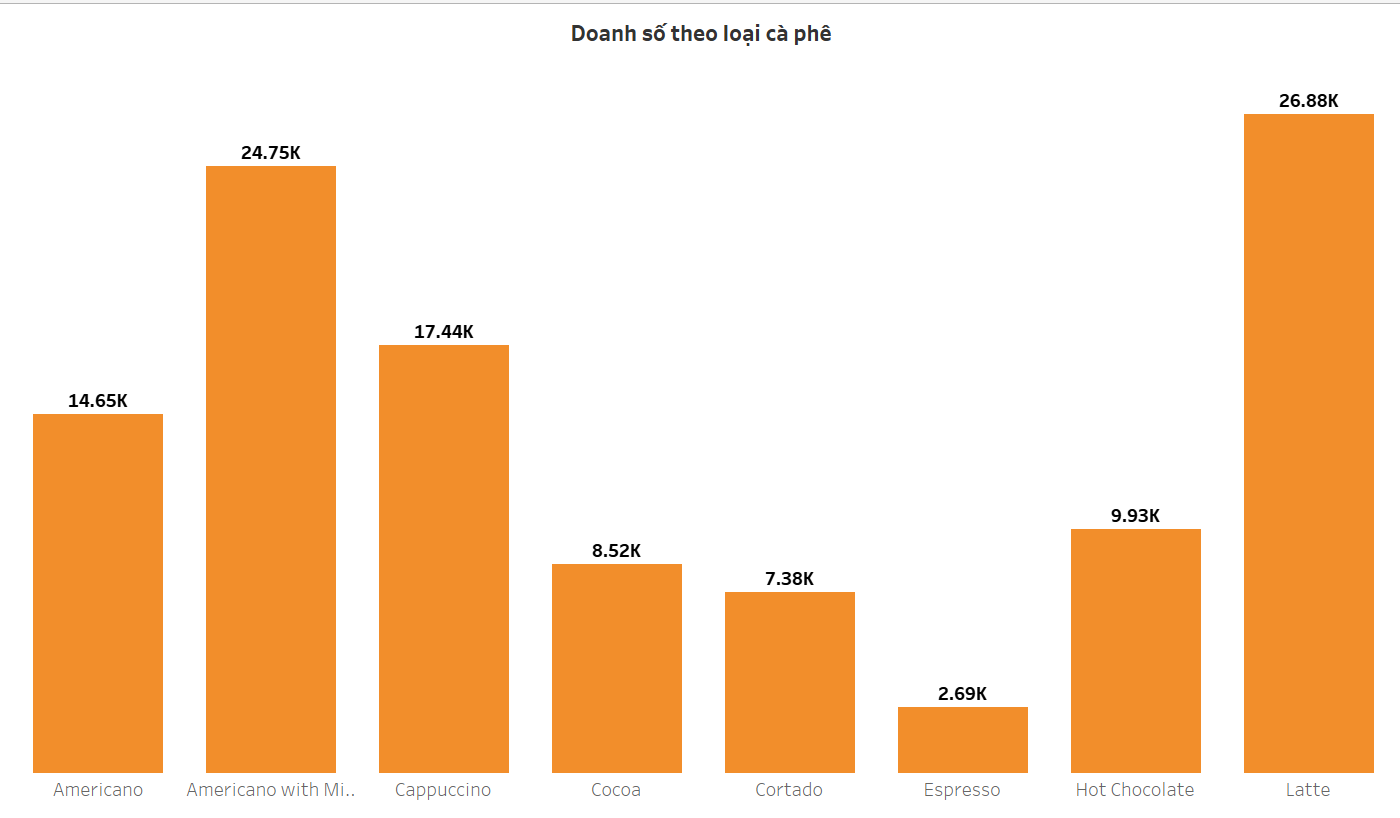 Doanh số theo loại cà phê
26.88K
24.75K
17.44K
14.65K
9.93K
8.52K
7.38K
2.69K
Americano Americano with Mi.. Cappuccino Cocoa Cortado Espresso Hot Chocolate Latte